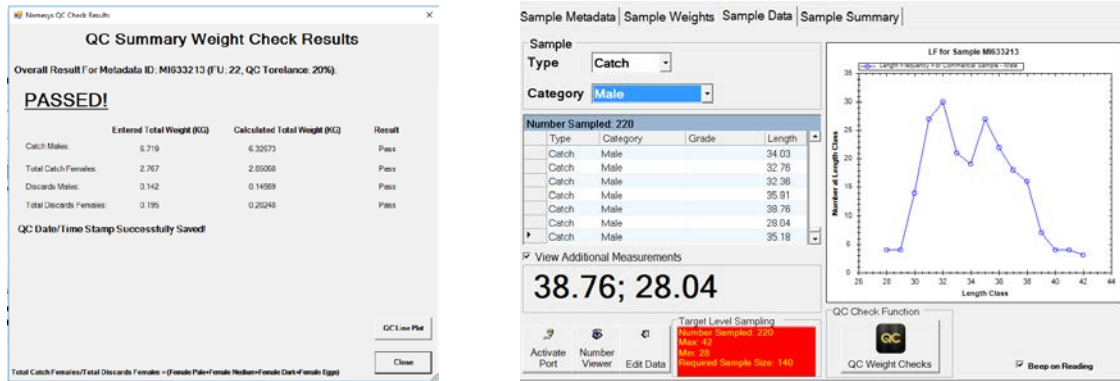 Nemesys QC Check Results
QC Summary Weight Check Results
Overall Result For Metadata ID: MI633213 (FU: 22, QC Torelance: 20%):
PASSED!
Entered Total Weight (KG) Calculated Total Weight (KG) Result
Catch Males: 6.719 6.32673 Pass
Total Catch Females 2.767 Pass
Discards Males: 0.142 0.14569 Pass
Total Discards Females: 0.195 0.20248 Pass
QC Date/Time Stamp Successfully Saved!
QC Line Plot
Close
Total Catch Females/Total Discards Females = (Female Pale+Female Medium+Female Dark+Female Eggs)
Sample Metadata Sample Weights Sample Data Sample Summary
Sample
Type Catch
Category Male
Number Sampled: 220
Type Category Grade Length
Catch Male 34.03
Catch Male 32.76
Catch Male 32.36
Catch Male 35.91
Catch Male 38.76
Catch Male 28.04
Catch Male 35.18
View Additional Measurements
38.76; 28.04
Activate Port
Number Viewer
Edit Data
Target Level Sampling
Number Sampled: 220
Max: 42
Min: 28
Required Sample Size: 140
LF for Sample MI633213
Length Frequency For Commercial Sample - Male
Number at Length Class
35
30
25
20
15
10
5
0
26 28 30 32 34 36 38 40 42 44
Length Class
QC Check Function
QC
QC Weight Checks
Beep on Reading